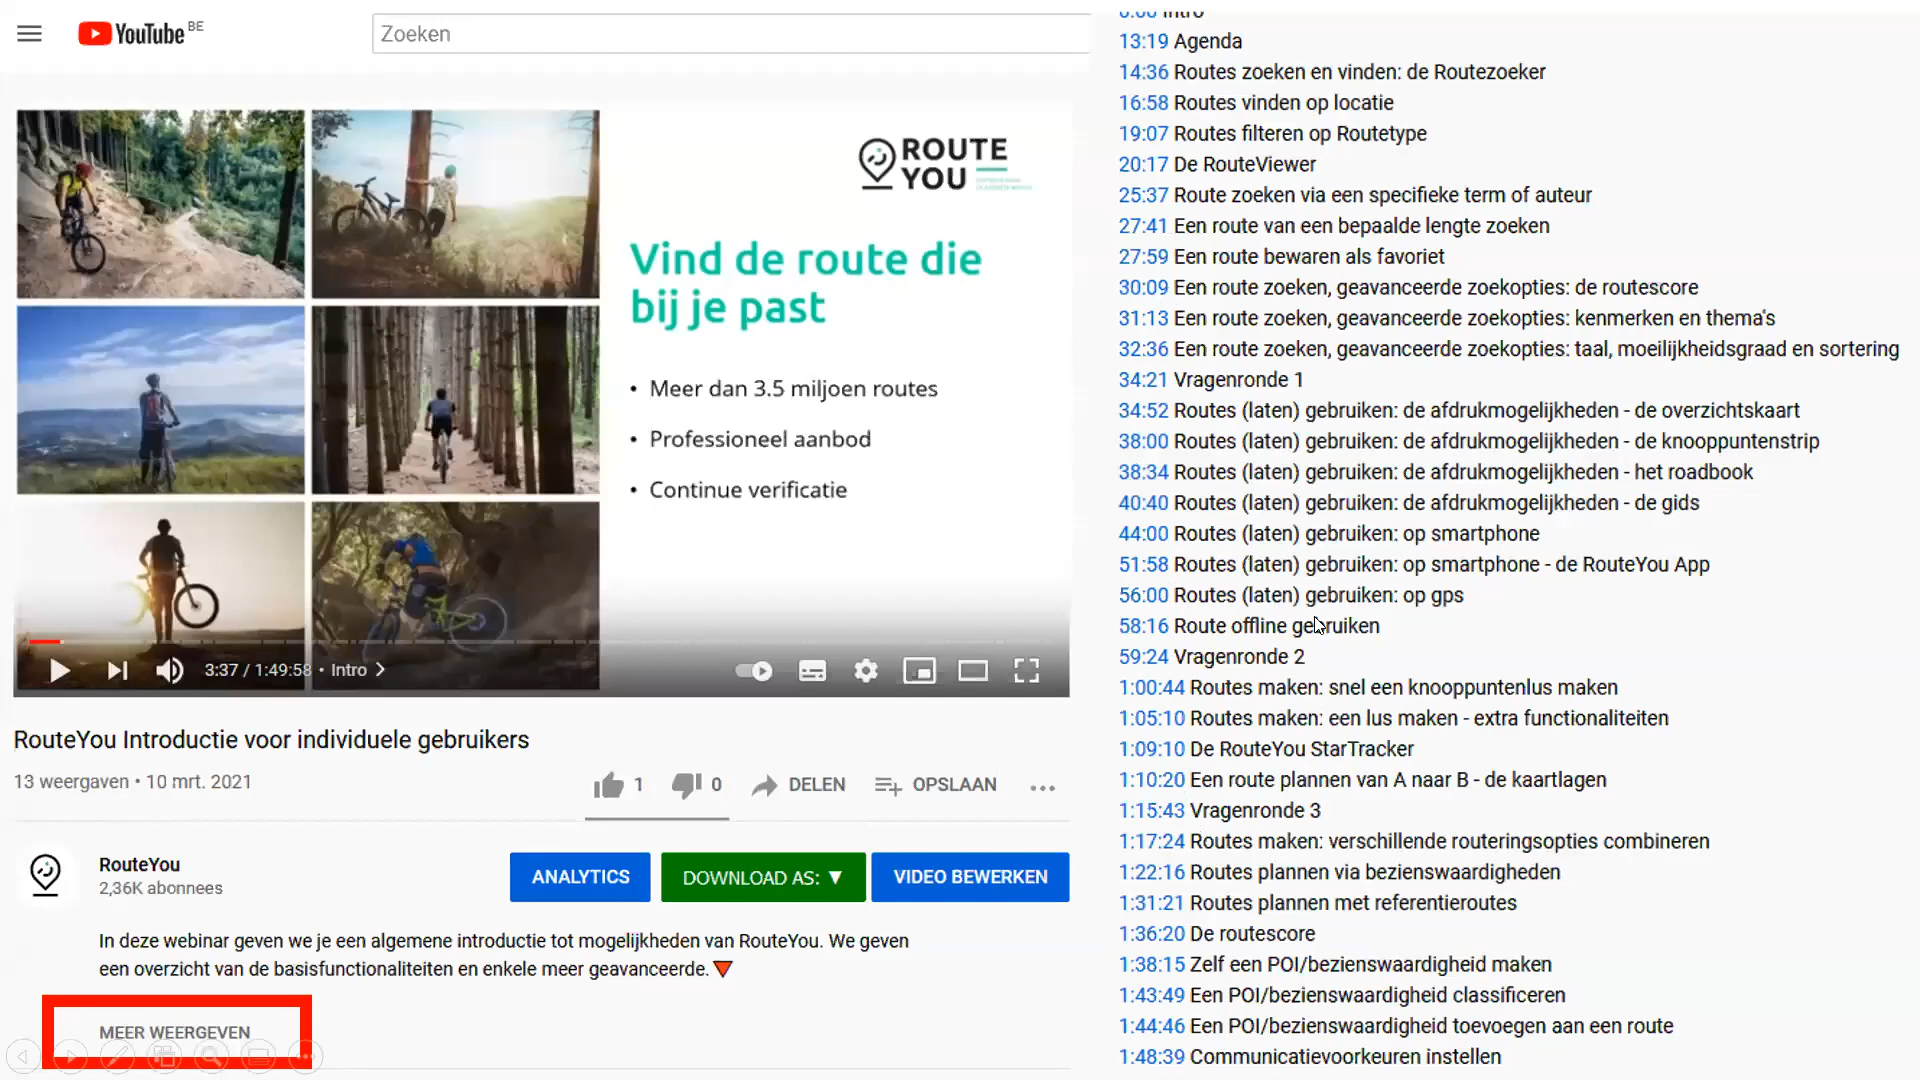 YouTube BE
Zoeken
ROUTE
YOU
Vind de route die
bij je past
• Meer dan 3.5 miljoen routes
• Professioneel aanbod
• Continue verificatie
3:37 / 1:49:58 • Intro
RouteYou Introductie voor individuele gebruikers
13 weergaven • 10 mrt. 2021
1
0
DELEN
OPSLAAN
RouteYou
2,36K abonnees
ANALYTICS
DOWNLOAD AS: ▼
VIDEO BEWERKEN
In deze webinar geven we je een algemene introductie tot mogelijkheden van RouteYou. We geven
een overzicht van de basisfunctionaliteiten en enkele meer geavanceerde.
MEER WEERGEVEN
0:00 Intro
13:19 Agenda
14:36 Routes zoeken en vinden: de Routezoeker
16:58 Routes vinden op locatie
19:07 Routes filteren op Routetype
20:17 De RouteViewer
25:37 Route zoeken via een specifieke term of auteur
27:41 Een route van een bepaalde lengte zoeken
27:59 Een route bewaren als favoriet
30:09 Een route zoeken, geavanceerde zoekopties: de routescore
31:13 Een route zoeken, geavanceerde zoekopties: kenmerken en thema's
32:36 Een route zoeken, geavanceerde zoekopties: taal, moeilijkheidsgraad en sortering
34:21 Vragenronde 1
34:52 Routes (laten) gebruiken: de afdrukmogelijkheden - de overzichtskaart
38:00 Routes (laten) gebruiken: de afdrukmogelijkheden - de knooppuntenstrip
38:34 Routes (laten) gebruiken: de afdrukmogelijkheden - het roadbook
40:40 Routes (laten) gebruiken: de afdrukmogelijkheden - de gids
44:00 Routes (laten) gebruiken: op smartphone
51:58 Routes (laten) gebruiken: op smartphone - de RouteYou App
56:00 Routes (laten) gebruiken: op gps
58:16 Route offline gebruiken
59:24 Vragenronde 2
1:00:44 Routes maken: snel een knooppuntenlus maken
1:05:10 Routes maken: een lus maken - extra functionaliteiten
1:09:10 De RouteYou StarTracker
1:10:20 Een route plannen van A naar B - de kaartlagen
1:15:43 Vragenronde 3
1:17:24 Routes maken: verschillende routeringsopties combineren
1:22:16 Routes plannen via bezienswaardigheden
1:31:21 Routes plannen met referentieroutes
1:36:20 De routescore
1:38:15 Zelf een POI/bezienswaardigheid maken
1:43:49 Een POI/bezienswaardigheid classificeren
1:44:46 Een POI/bezienswaardigheid toevoegen aan een route
1:48:39 Communicatievoorkeuren instellen